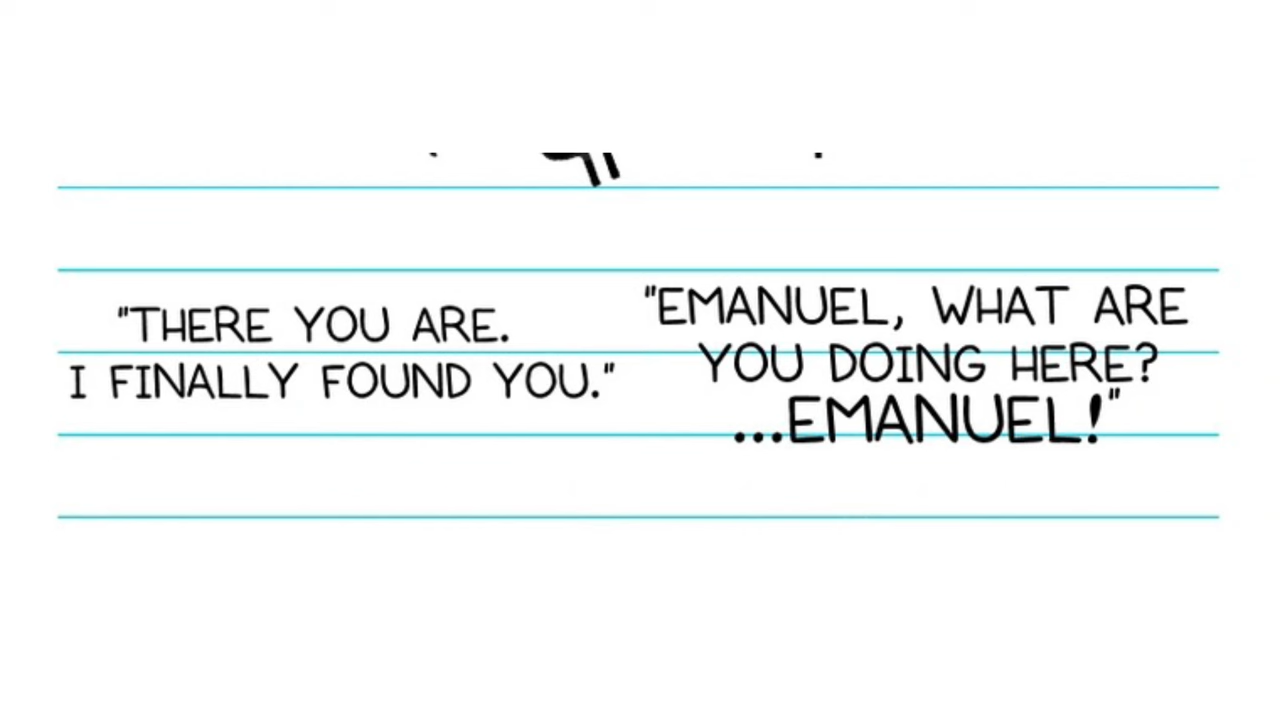 "THERE YOU ARE.
I FINALLY FOUND YOU."
"EMANUEL, WHAT ARE
YOU DOING HERE?
...EMANUEL!"